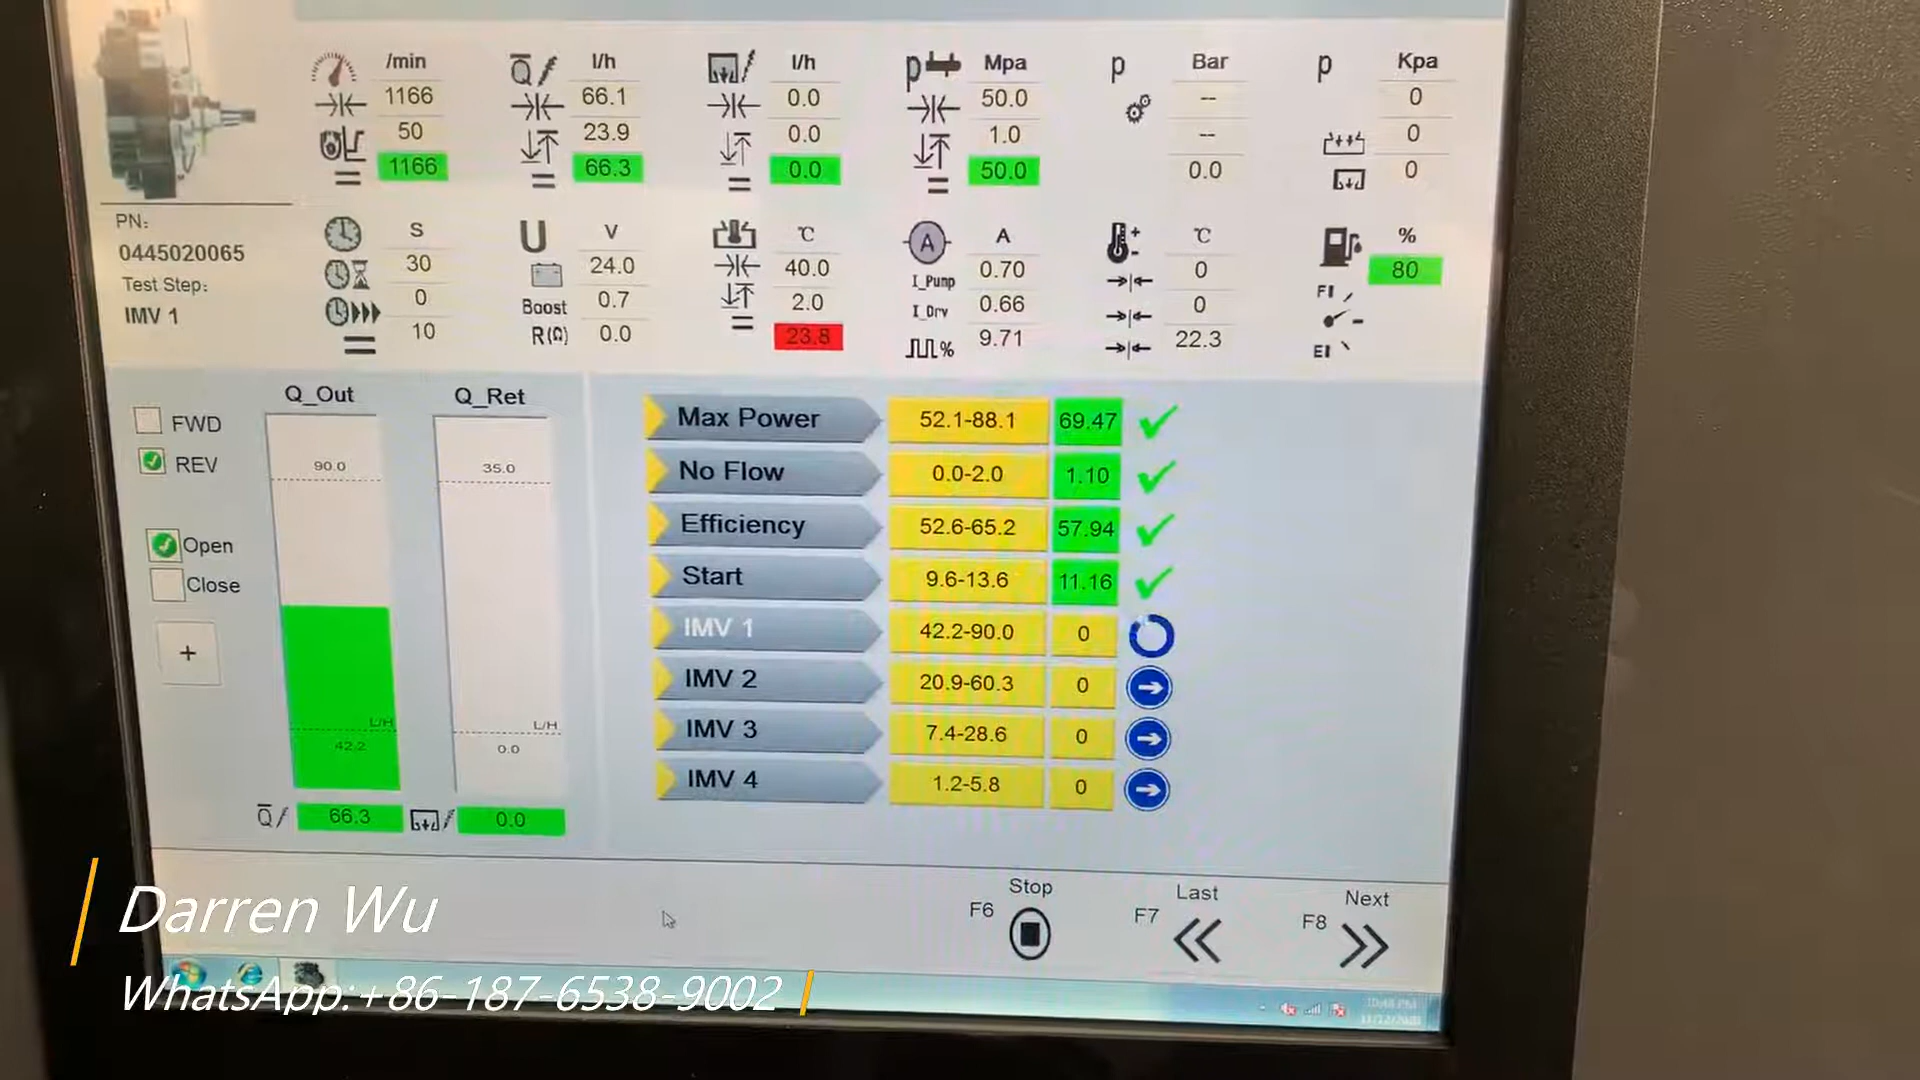 /min
1166
50
1166
l/h
66.1
23.9
66.3
l/h
0.0
0.0
0.0
p Mpa
50.0
1.0
50.0
p Bar
--
--
0.0
p Kpa
0
0
0
PN:
0445020065
Test Step:
IMV 1
S
30
0
10
U V
24.0
Boost 0.7
R(Ω) 0.0
℃
40.0
2.0
23.8
A A
I_Pump 0.70
I_Drv 0.66
% 9.71
℃
0
0
22.3
%
80
FI
EI
FWD
REV
Open
Close
+
Q_Out
90.0
L/H
42.2
Q 66.3
Q_Ret
35.0
L/H
0.0
0.0
Max Power 52.1-88.1 69.47
No Flow 0.0-2.0 1.10
Efficiency 52.6-65.2 57.94
Start 9.6-13.6 11.16
IMV 1 42.2-90.0 0
IMV 2 20.9-60.3 0
IMV 3 7.4-28.6 0
IMV 4 1.2-5.8 0
F6 Stop
F7 Last
F8 Next
Darren Wu
WhatsApp:+86-187-6538-9002